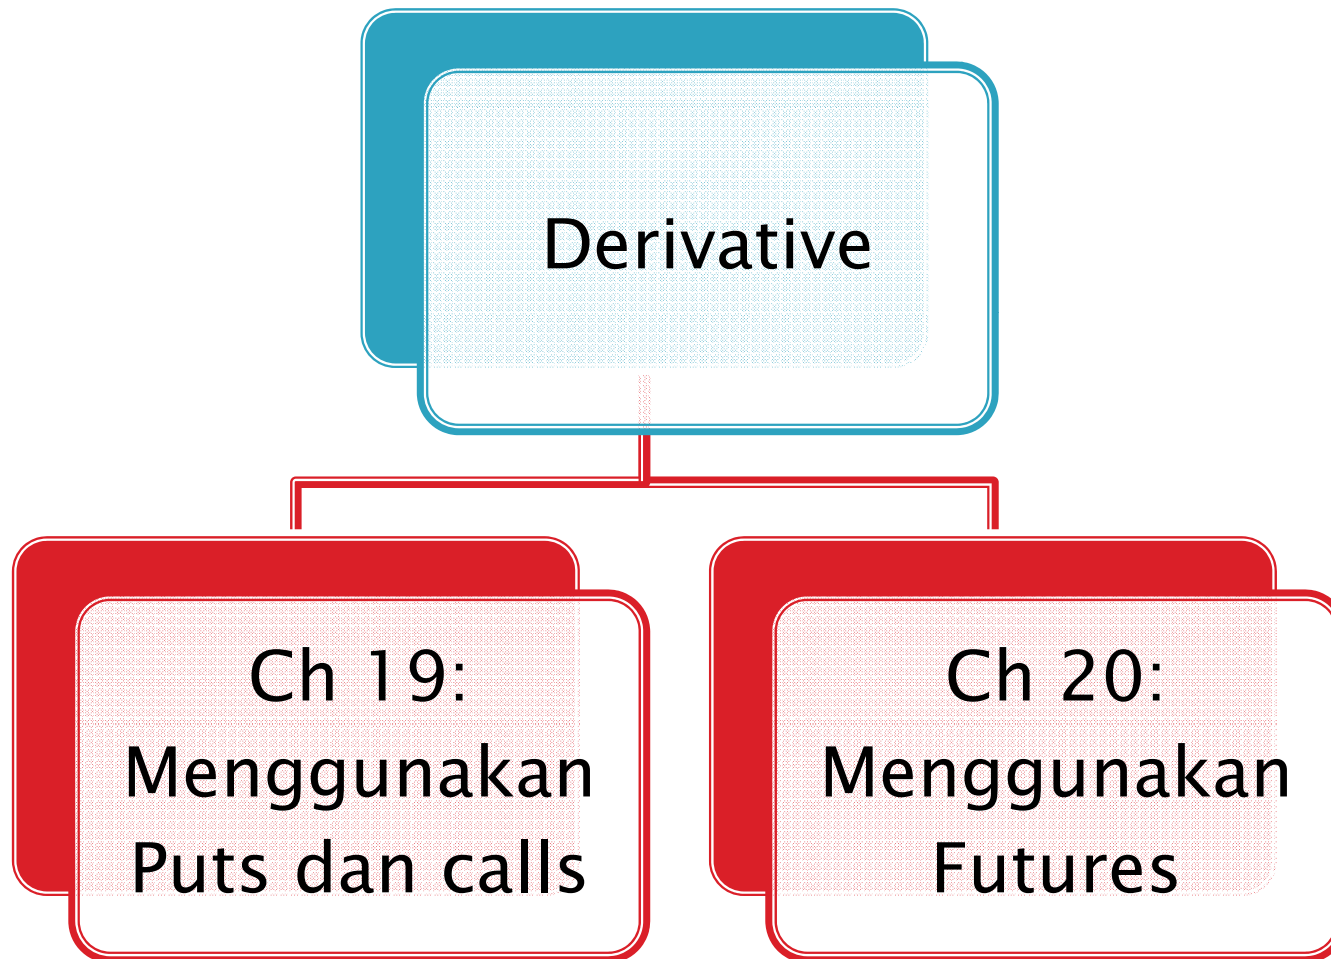 Derivative
Ch 19:
Menggunakan
Puts dan calls
Ch 20:
Menggunakan
Futures